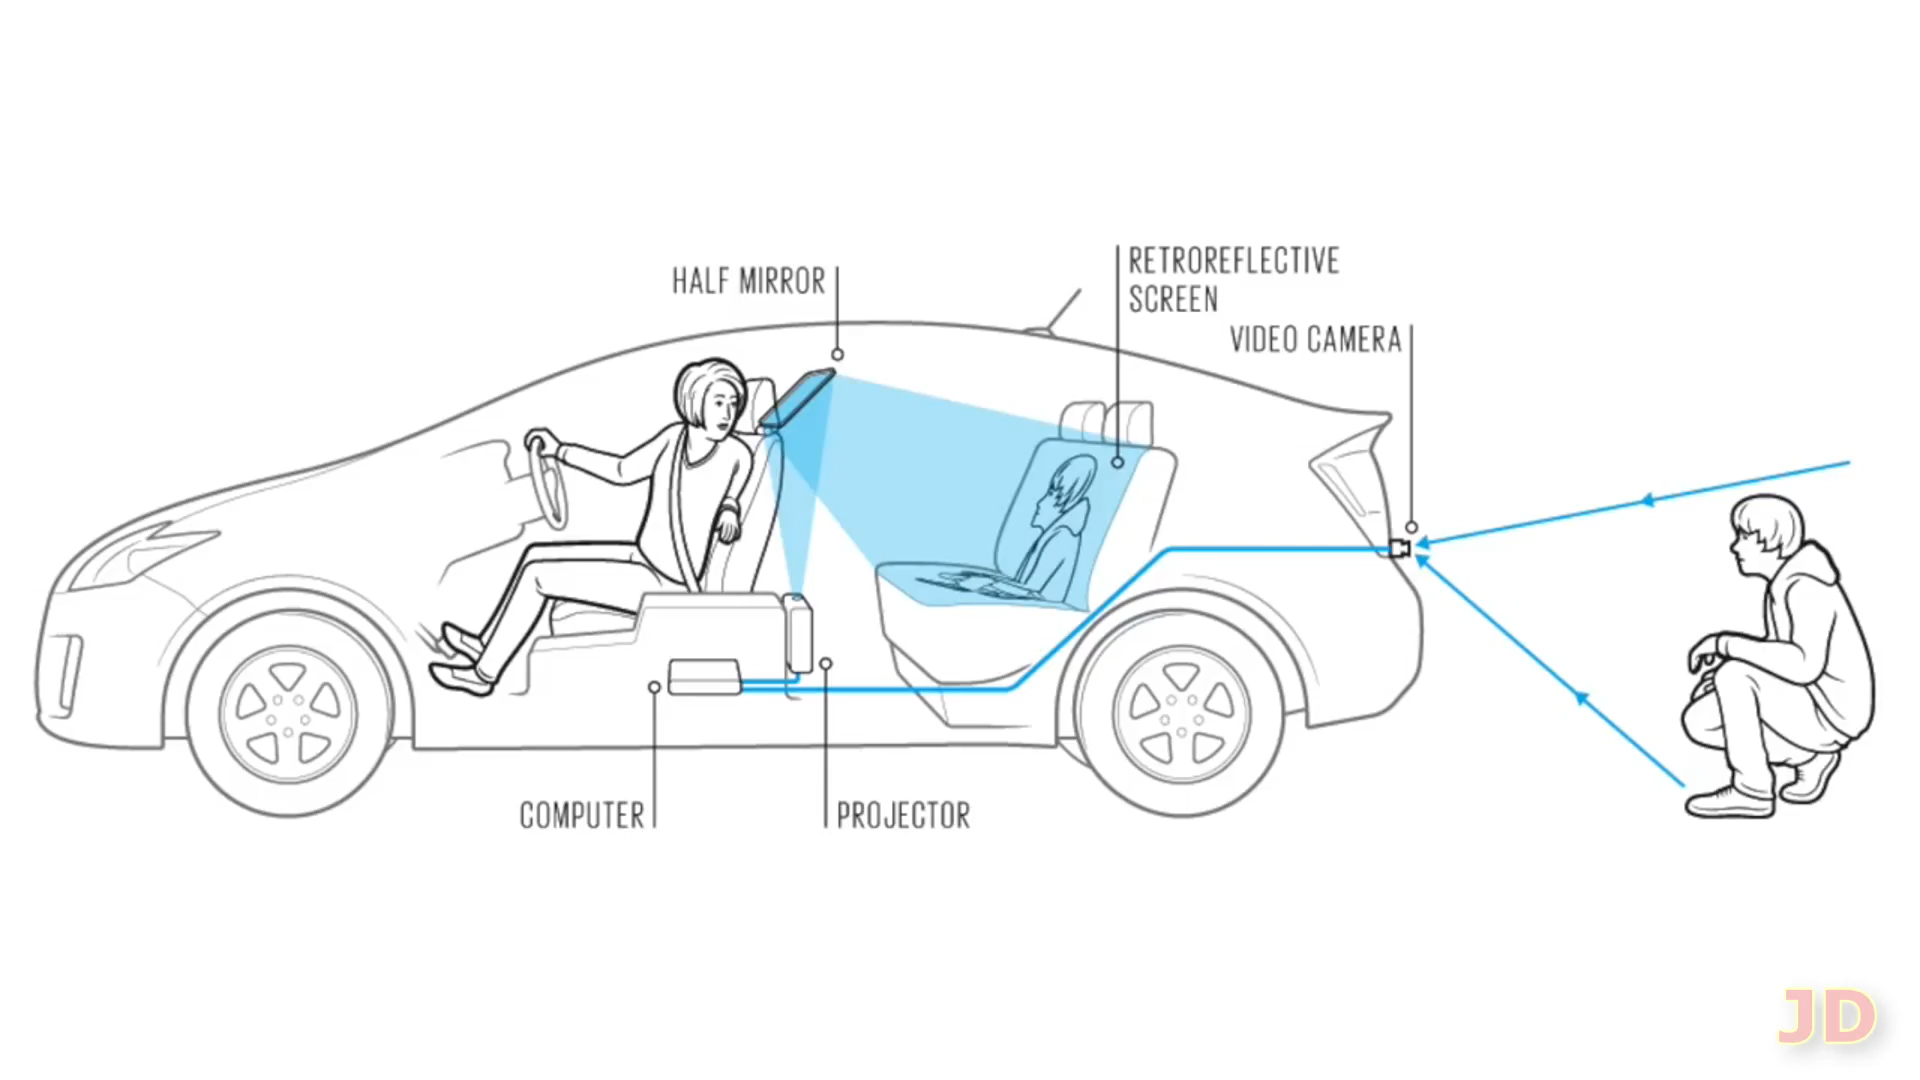 HALF MIRROR
RETROREFLECTIVE
SCREEN
VIDEO CAMERA
COMPUTER
PROJECTOR
JD